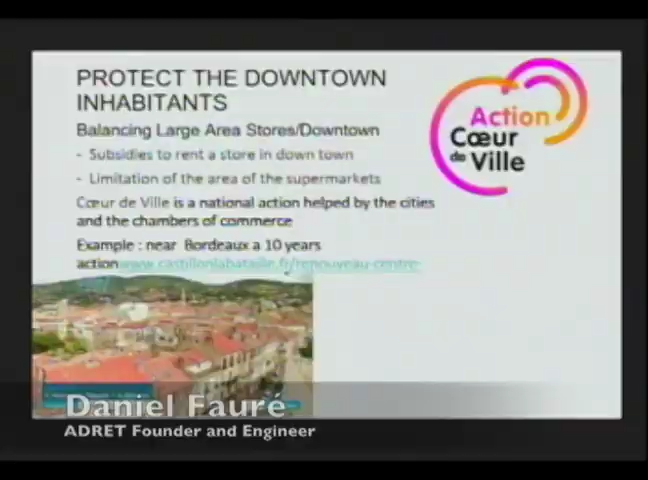 PROTECT THE DOWNTOWN
INHABITANTS
Balancing Large Area Stores/Downtown
- Subsidies to rent a store in down town
- Limitation of the area of the supermarkets
Cœur de Ville is a national action helped by the cities
and the chambers of commerce
Example : near Bordeaux a 10 years
action www.castillonlabataille.fr/renouveau-centre-
Action
Cœur
de Ville
Daniel Fauré
ADRET Founder and Engineer